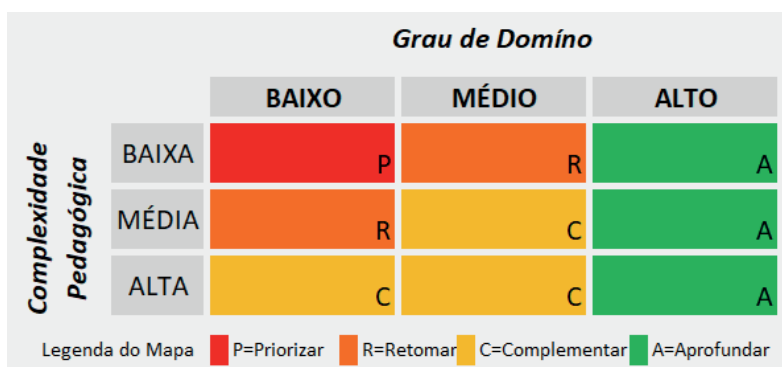 Grau de Domíno
BAIXO MÉDIO ALTO
Complexidade
Pedagógica
BAIXA P R A
MÉDIA R C A
ALTA C C A
Legenda do Mapa P=Priorizar R=Retomar C=Complementar A=Aprofundar